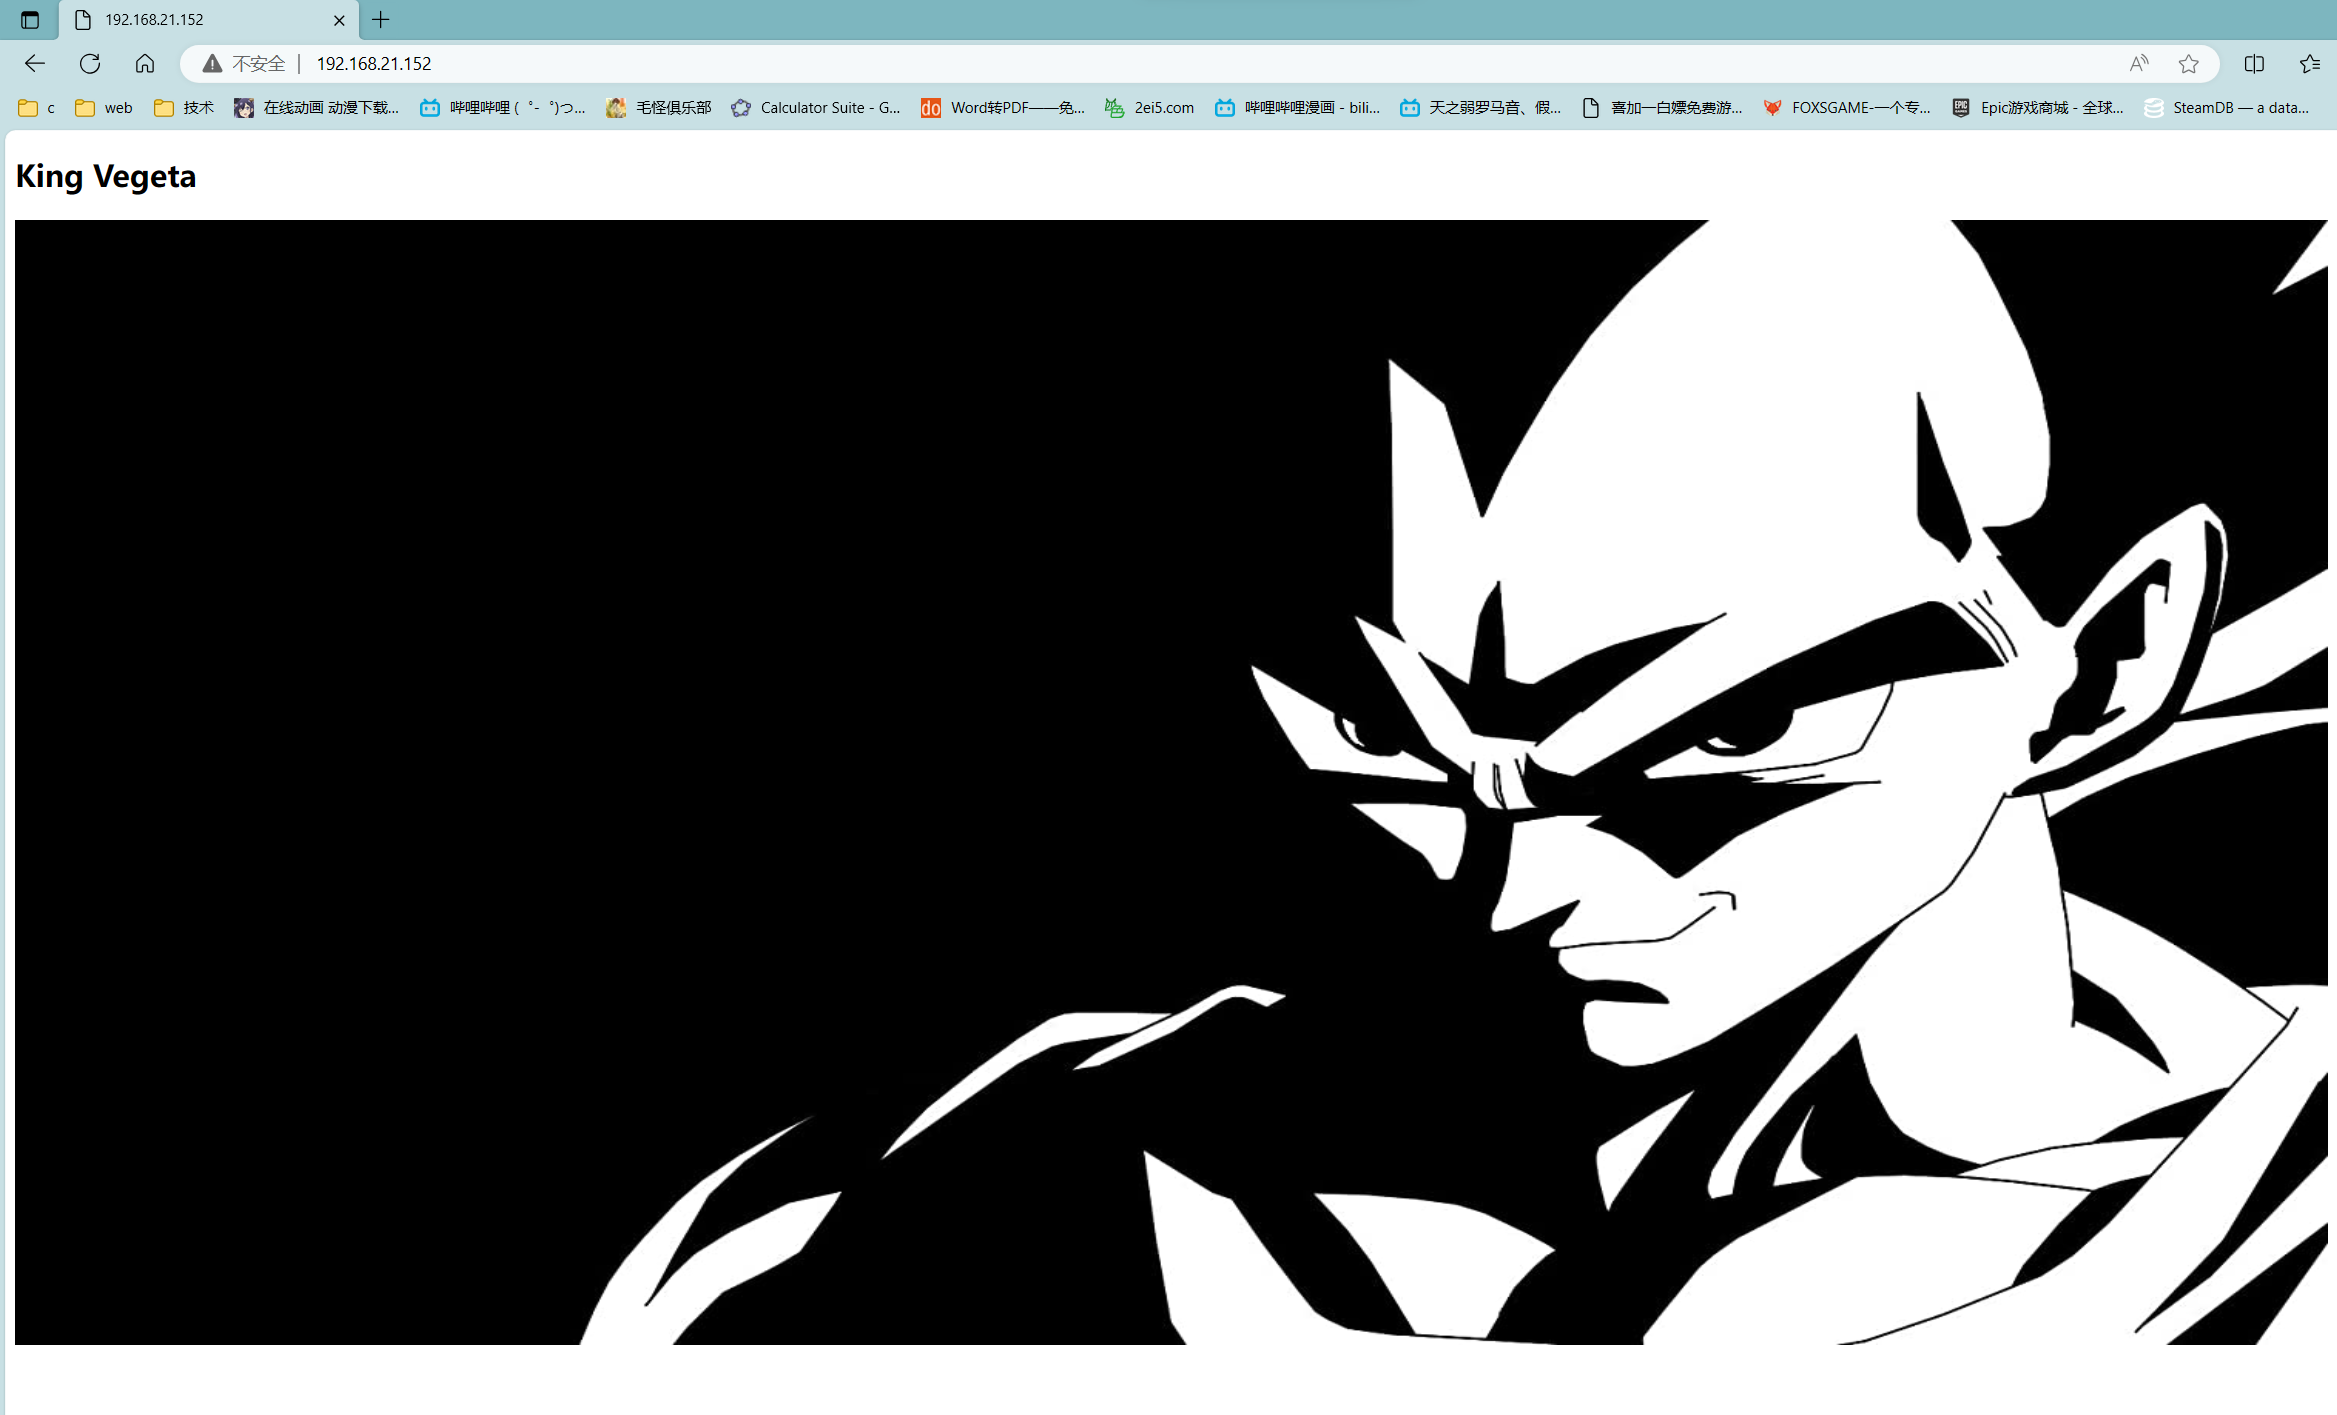 192.168.21.152
不安全 | 192.168.21.152
c web 技术 在线动画 动漫下载... 哔哩哔哩 (゜-゜)つ... 毛怪俱乐部 Calculator Suite - G... Word转PDF——免... 2ei5.com 哔哩哔哩漫画 - bili... 天之弱罗马音、假... 喜加一白嫖免费游... FOXSGAME-一个专... Epic游戏商城 - 全球... SteamDB — a data...
King Vegeta